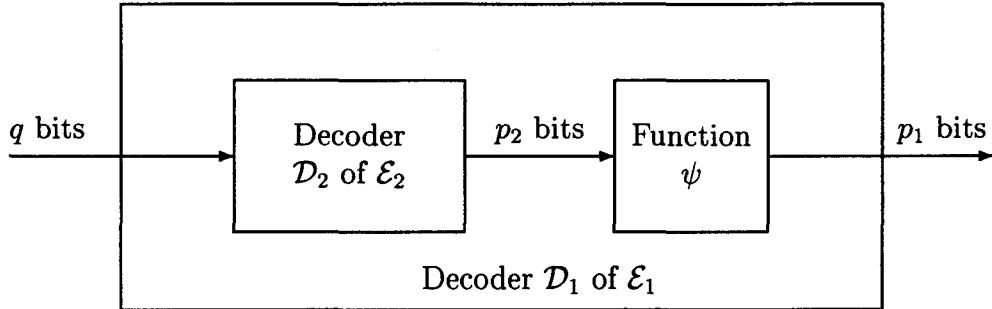 q bits
Decoder
𝒟₂ of ℰ₂
p₂ bits
Function
ψ
p₁ bits
Decoder 𝒟₁ of ℰ₁